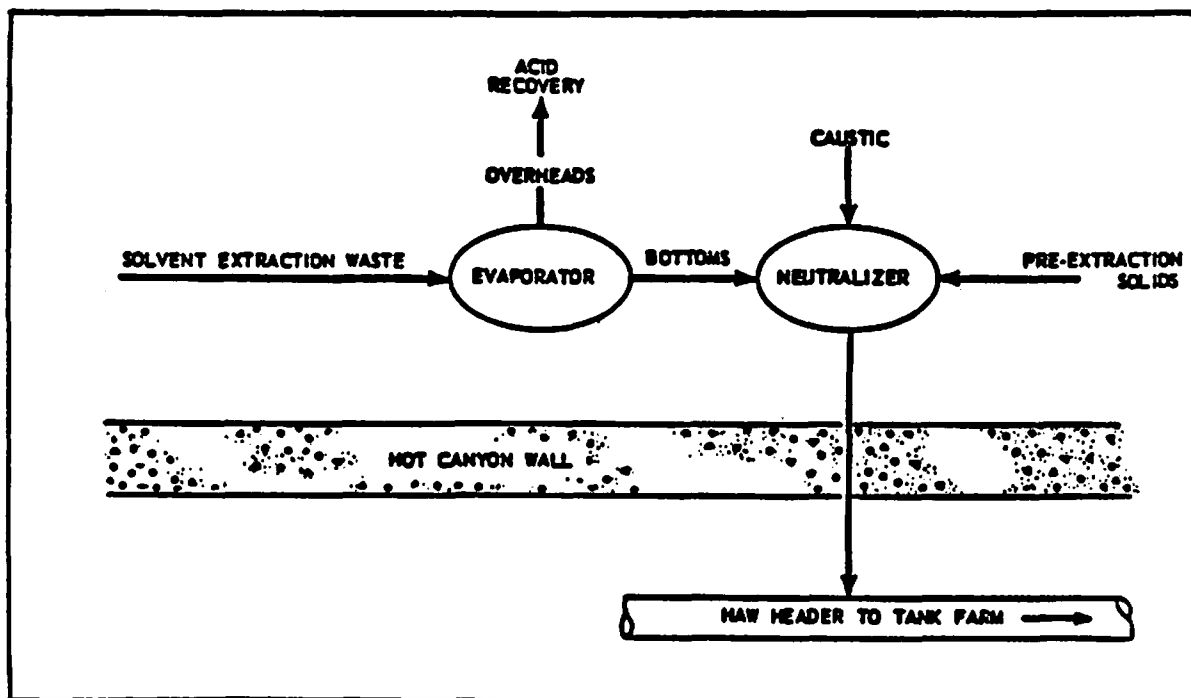 ACID
RECOVERY
CAUSTIC
OVERHEADS
SOLVENT EXTRACTION WASTE
EVAPORATOR
BOTTOMS
NEUTRALIZER
PRE-EXTRACTION
SOLIDS
HOT CANYON WALL
HAW HEADER TO TANK FARM